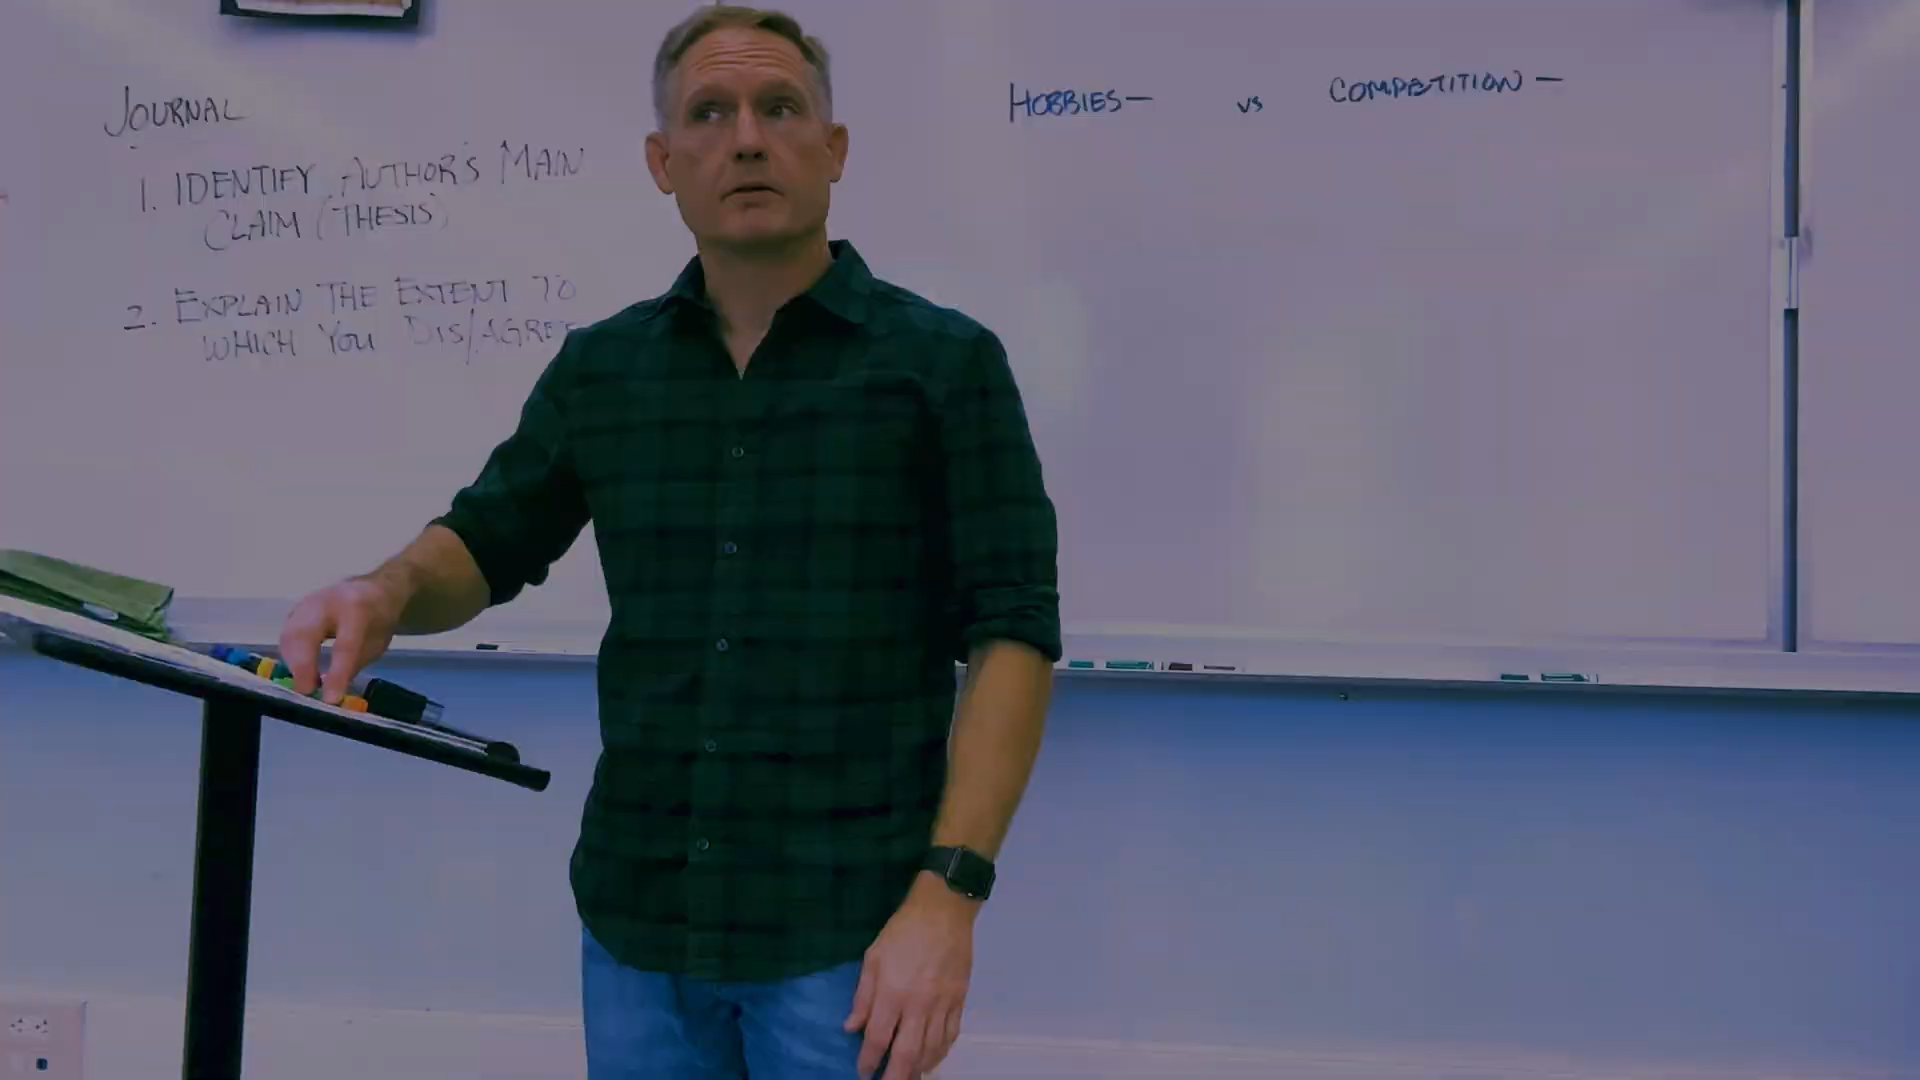 JOURNAL
1. IDENTIFY AUTHOR'S MAIN
CLAIM (THESIS)
2. EXPLAIN THE EXTENT TO
WHICH YOU DIS/AGREE
HOBBIES— vs COMPETITION —